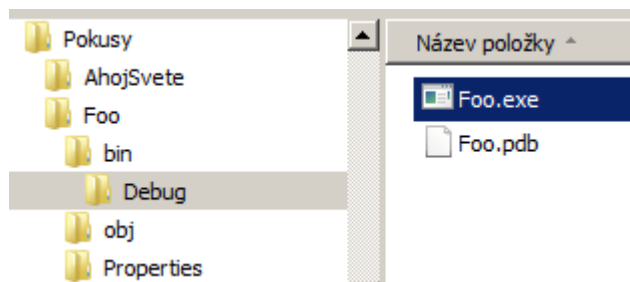 Pokusy
AhojSvete
Foo
bin
Debug
obj
Properties
Název položky
Foo.exe
Foo.pdb